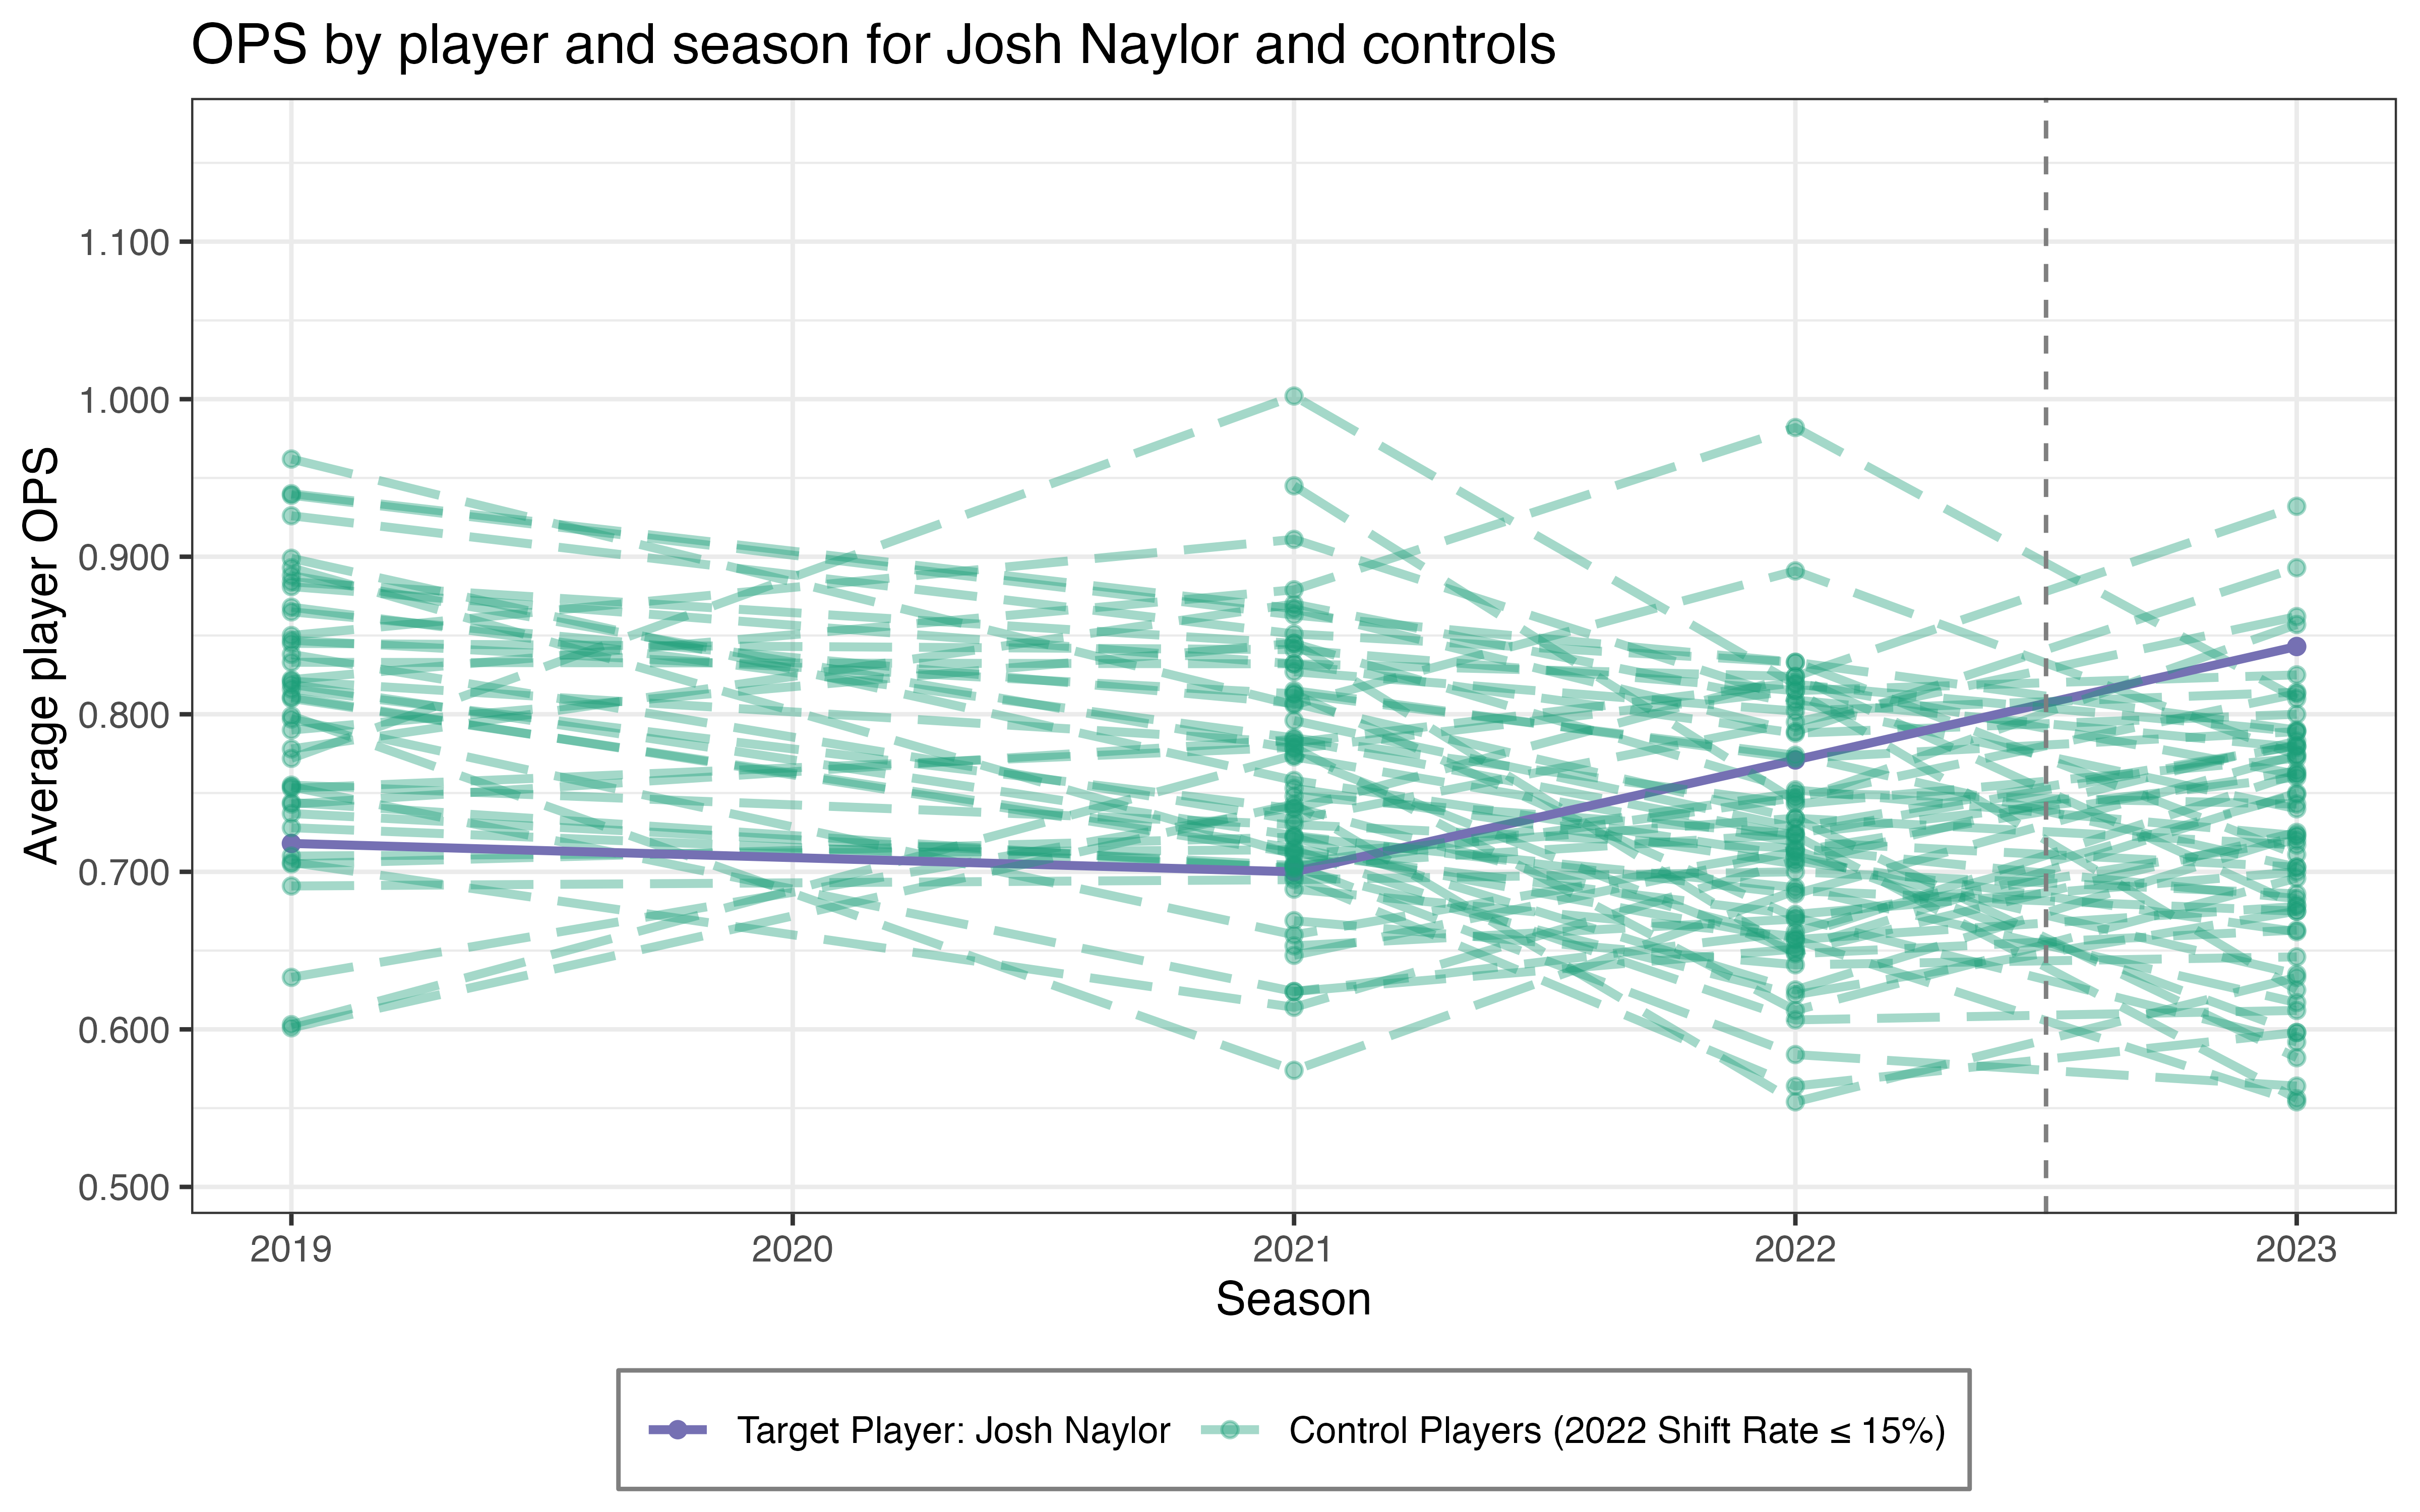 OPS by player and season for Josh Naylor and controls
Average player OPS
1.100
1.000
0.900
0.800
0.700
0.600
0.500
2019 2020 2021 2022 2023
Season
Target Player: Josh Naylor Control Players (2022 Shift Rate ≤ 15%)